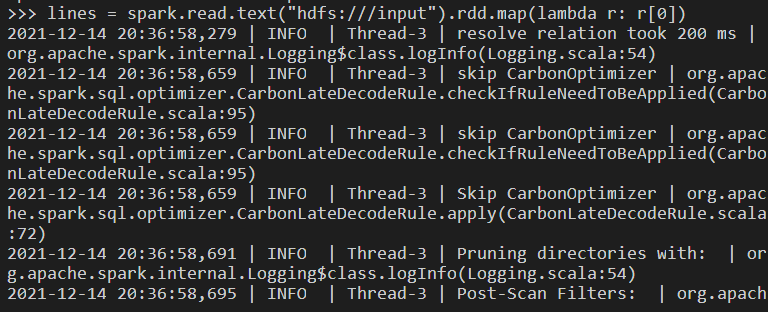 >>> lines = spark.read.text("hdfs:///input").rdd.map(lambda r: r[0])
2021-12-14 20:36:58,279 | INFO  | Thread-3 | resolve relation took 200 ms |
org.apache.spark.internal.Logging$class.logInfo(Logging.scala:54)
2021-12-14 20:36:58,659 | INFO  | Thread-3 | skip CarbonOptimizer | org.apac
he.spark.sql.optimizer.CarbonLateDecodeRule.checkIfRuleNeedToBeApplied(Carbo
nLateDecodeRule.scala:95)
2021-12-14 20:36:58,659 | INFO  | Thread-3 | skip CarbonOptimizer | org.apac
he.spark.sql.optimizer.CarbonLateDecodeRule.checkIfRuleNeedToBeApplied(Carbo
nLateDecodeRule.scala:95)
2021-12-14 20:36:58,659 | INFO  | Thread-3 | Skip CarbonOptimizer | org.apac
he.spark.sql.optimizer.CarbonLateDecodeRule.apply(CarbonLateDecodeRule.scala
:72)
2021-12-14 20:36:58,691 | INFO  | Thread-3 | Pruning directories with:  | or
g.apache.spark.internal.Logging$class.logInfo(Logging.scala:54)
2021-12-14 20:36:58,695 | INFO  | Thread-3 | Post-Scan Filters:  | org.apach